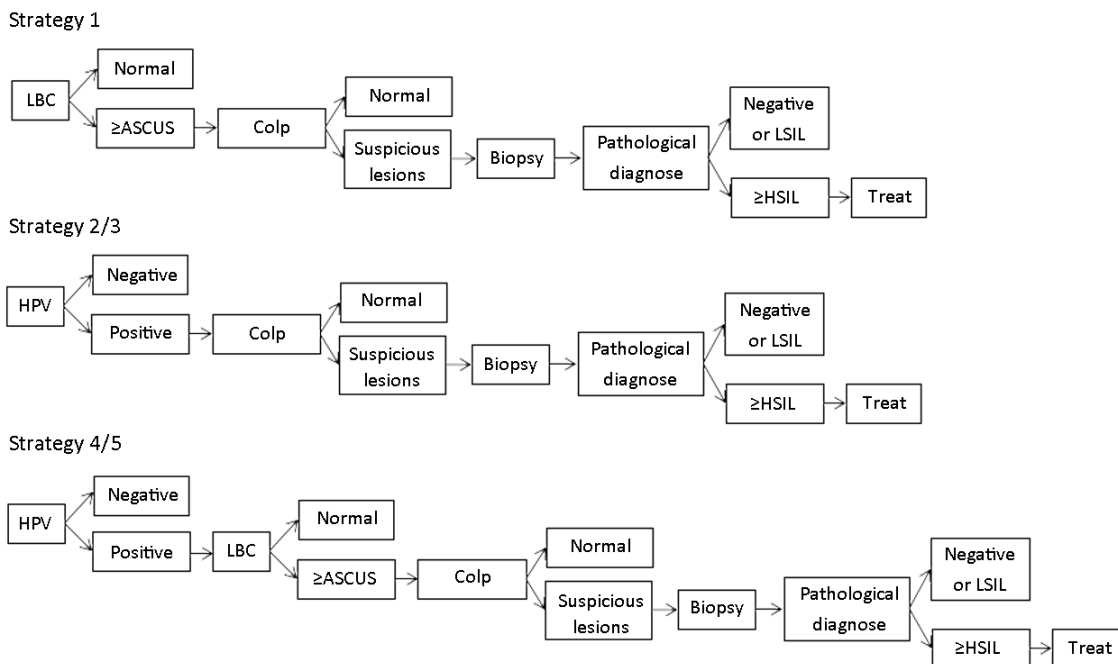 Strategy 1
LBC
Normal
≥ASCUS
Colp
Normal
Suspicious
lesions
Biopsy
Pathological
diagnose
Negative
or LSIL
≥HSIL
Treat
Strategy 2/3
HPV
Negative
Positive
Colp
Normal
Suspicious
lesions
Biopsy
Pathological
diagnose
Negative
or LSIL
≥HSIL
Treat
Strategy 4/5
HPV
Negative
Positive
LBC
Normal
≥ASCUS
Colp
Normal
Suspicious
lesions
Biopsy
Pathological
diagnose
Negative
or LSIL
≥HSIL
Treat